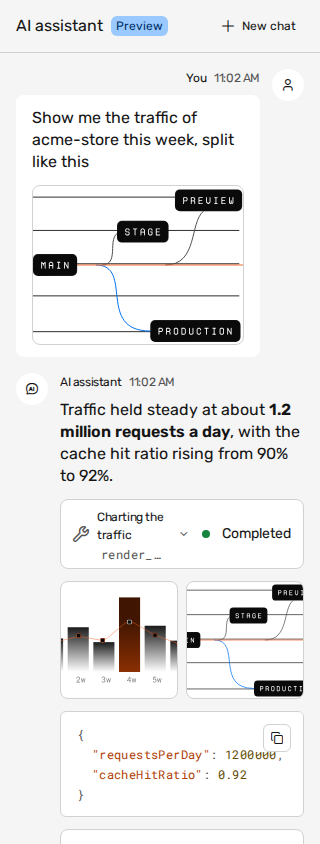 AI assistant Preview + New chat
You 11:02 AM
Show me the traffic of
acme-store this week, split
like this
PREVIEW
STAGE
MAIN
PRODUCTION
AI AI assistant 11:02 AM
Traffic held steady at about 1.2
million requests a day, with the
cache hit ratio rising from 90%
to 92%.
Charting the
traffic
render_…
Completed
2w 3w 4w 5w
PREVI
STAGE
IN
PRODUCTI
{
"requestsPerDay": 1200000,
"cacheHitRatio": 0.92
}